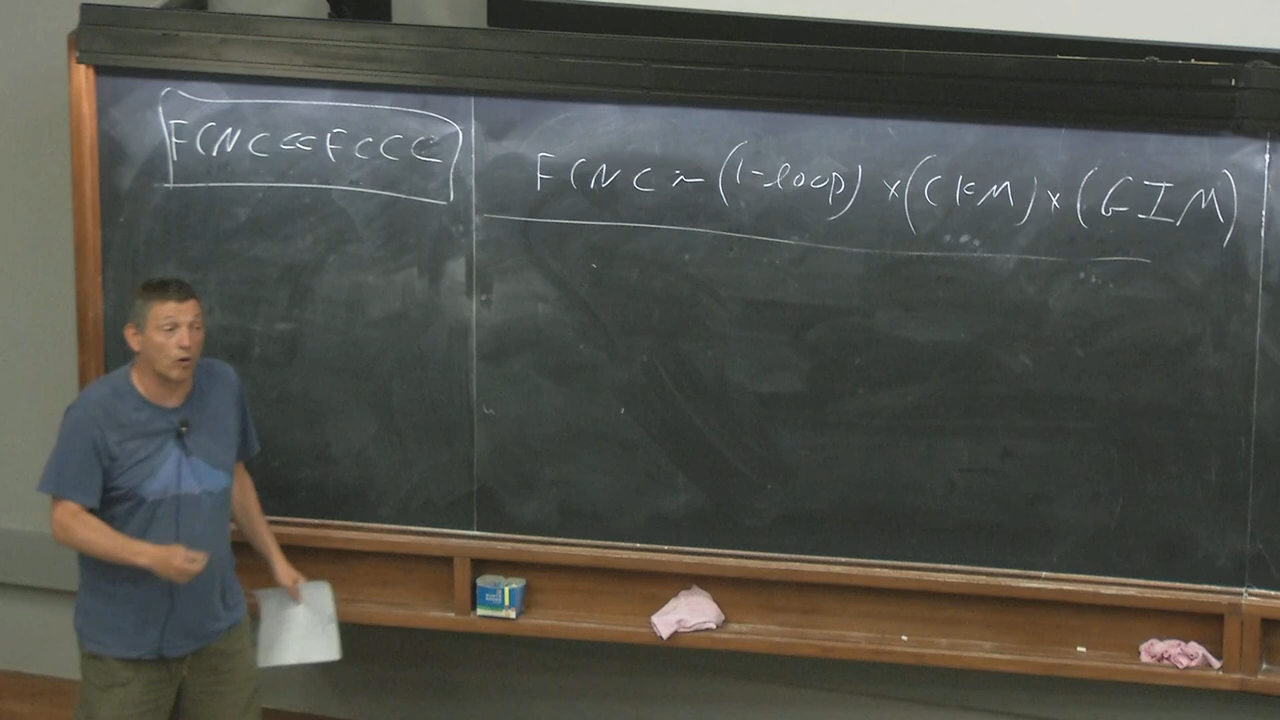 FCNC << FCCC
FCNC ~ (1-loop) × (CKM) × (GIM)